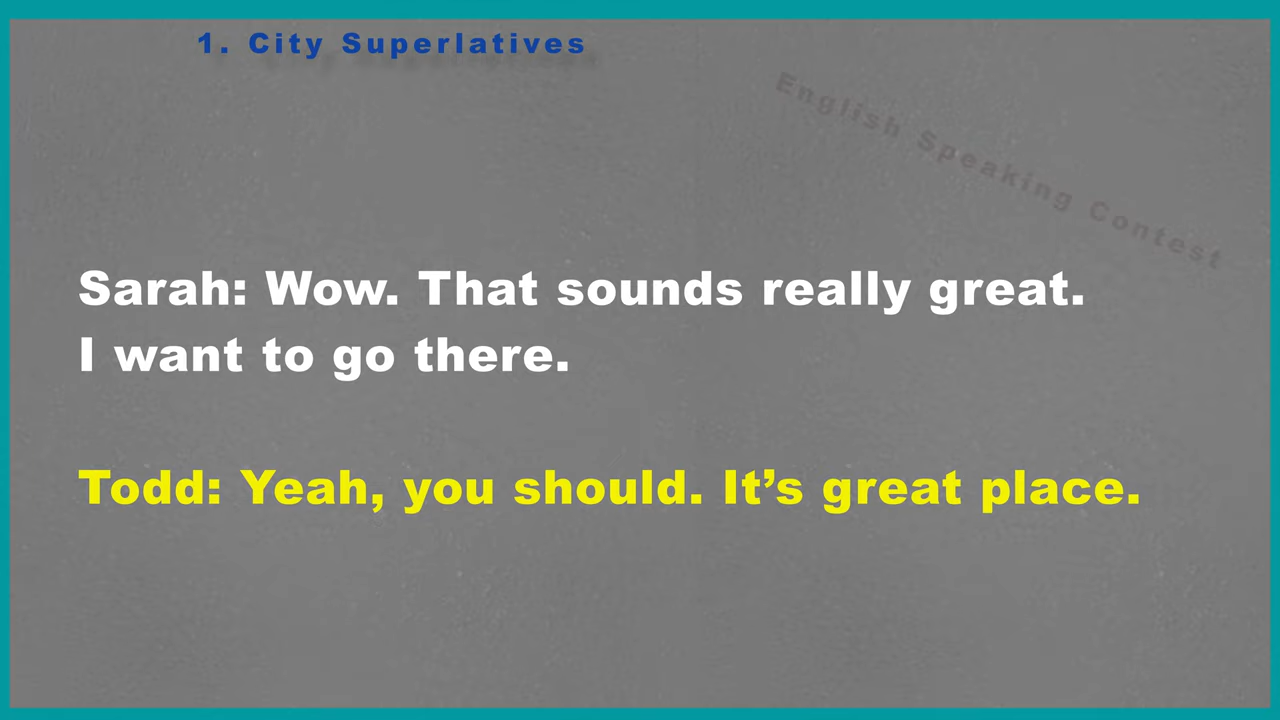 1. City Superlatives
English Speaking Contest
Sarah: Wow. That sounds really great.
I want to go there.
Todd: Yeah, you should. It’s great place.